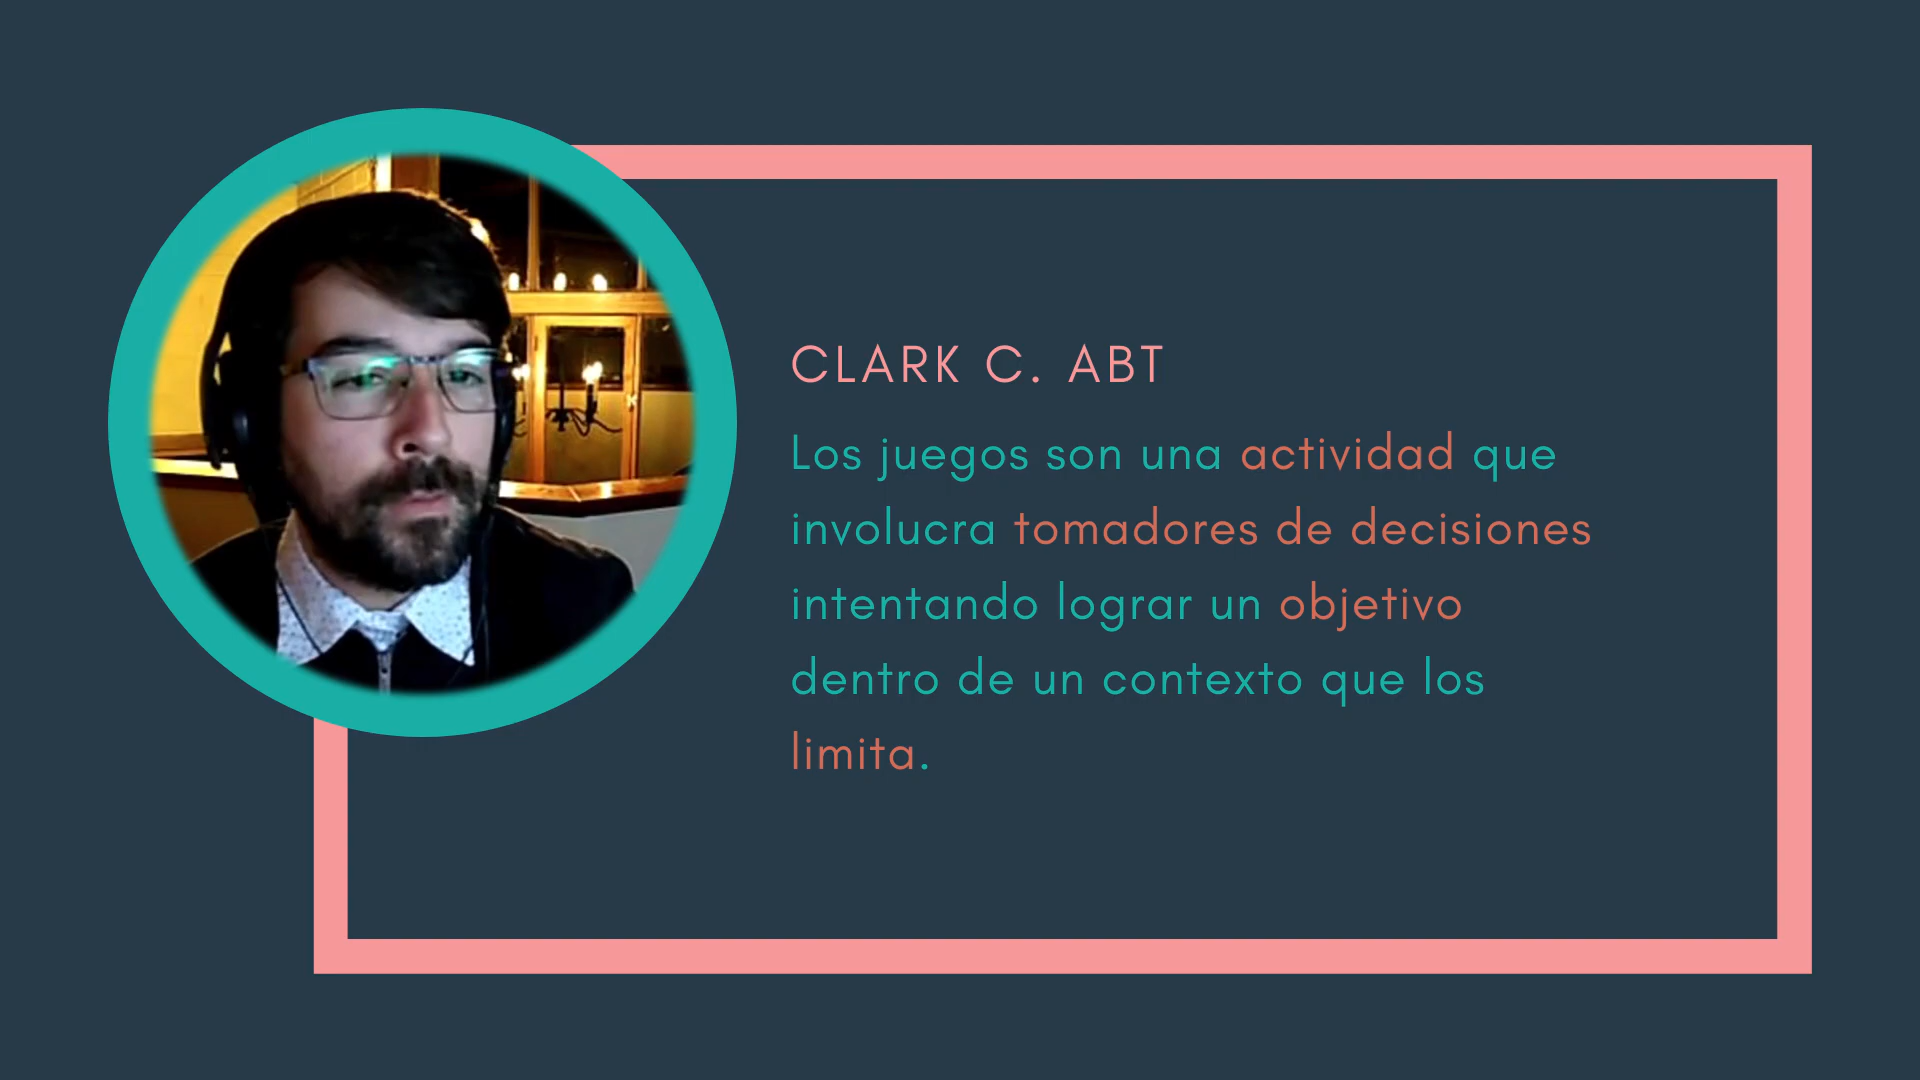 CLARK C. ABT
Los juegos son una actividad que
involucra tomadores de decisiones
intentando lograr un objetivo
dentro de un contexto que los
limita.